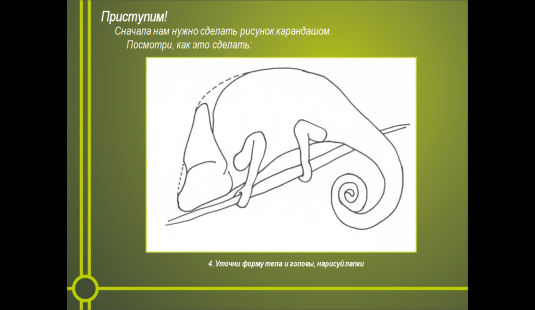 Приступим!
Сначала нам нужно сделать рисунок карандашом.
Посмотри, как это сделать:
4. Уточни форму тела и головы, нарисуй лапки